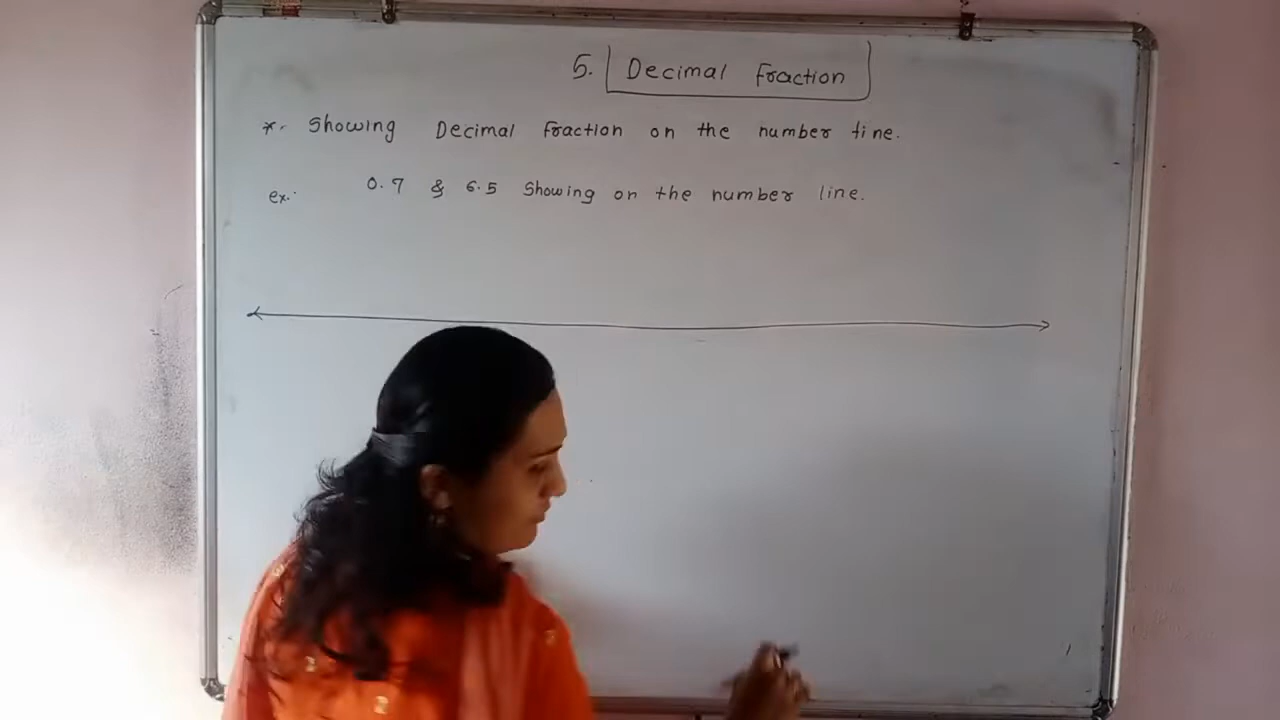 5. Decimal Fraction
* Showing Decimal Fraction on the number line.
ex. 0.7 & 6.5 Showing on the number line.